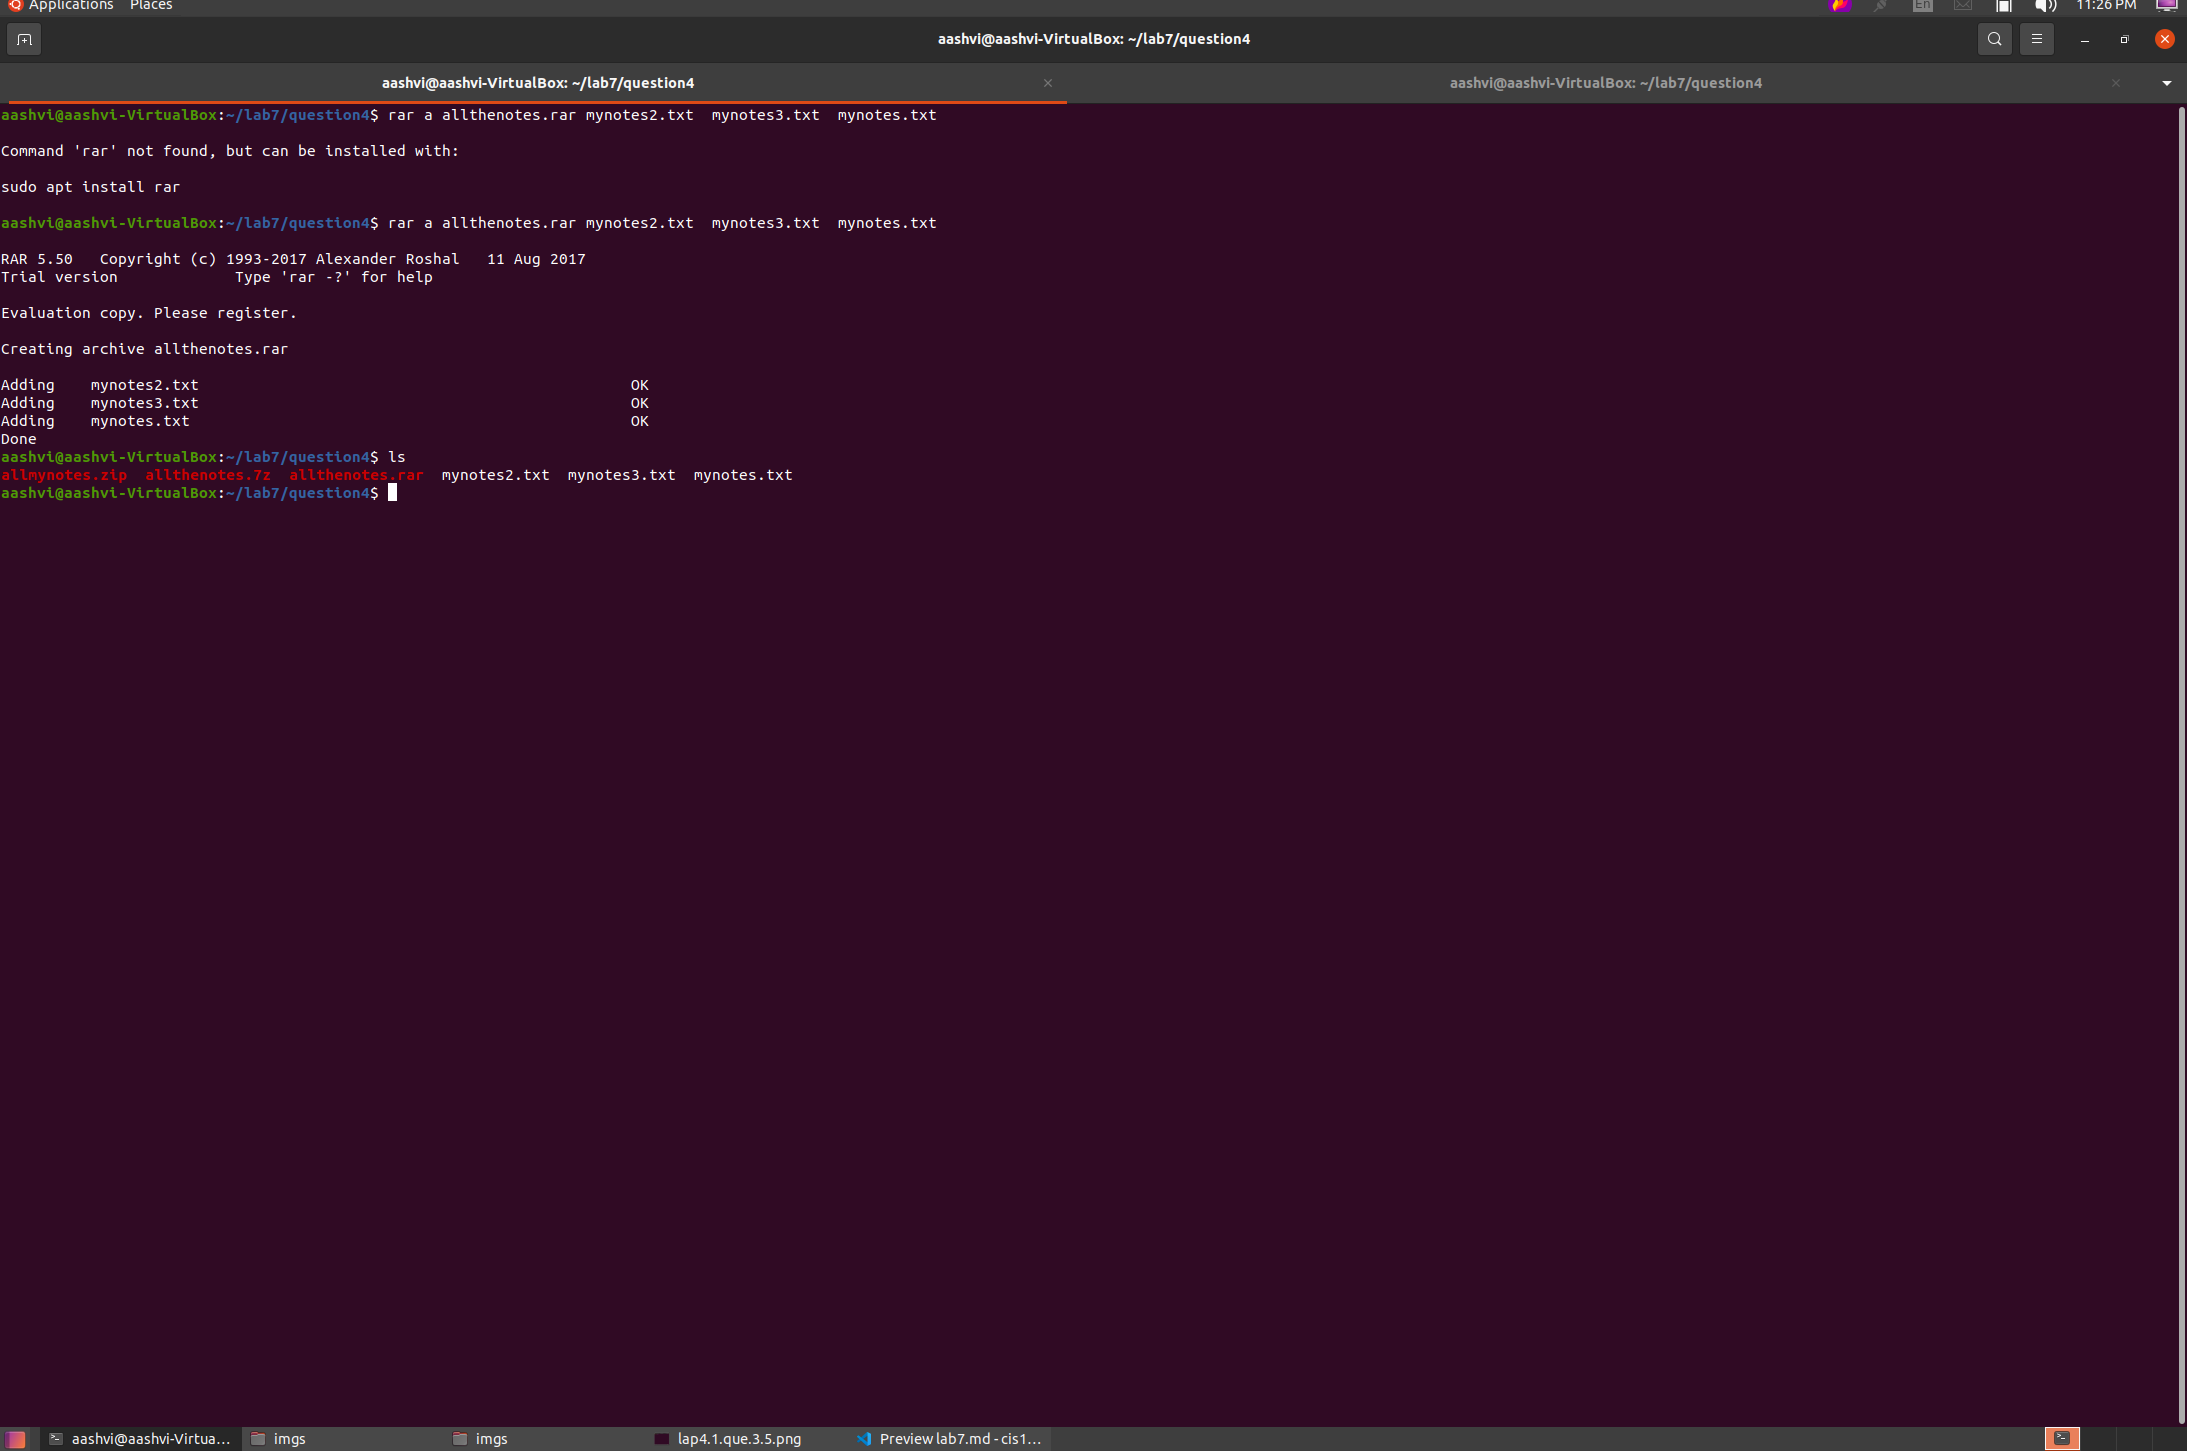 Applications Places En 11:26 PM
aashvi@aashvi-VirtualBox: ~/lab7/question4
aashvi@aashvi-VirtualBox: ~/lab7/question4 aashvi@aashvi-VirtualBox: ~/lab7/question4
aashvi@aashvi-VirtualBox:~/lab7/question4$ rar a allthenotes.rar mynotes2.txt  mynotes3.txt  mynotes.txt
Command 'rar' not found, but can be installed with:
sudo apt install rar
aashvi@aashvi-VirtualBox:~/lab7/question4$ rar a allthenotes.rar mynotes2.txt  mynotes3.txt  mynotes.txt
RAR 5.50   Copyright (c) 1993-2017 Alexander Roshal   11 Aug 2017
Trial version             Type 'rar -?' for help
Evaluation copy. Please register.
Creating archive allthenotes.rar
Adding    mynotes2.txt                                                OK
Adding    mynotes3.txt                                                OK
Adding    mynotes.txt                                                 OK
Done
aashvi@aashvi-VirtualBox:~/lab7/question4$ ls
allmynotes.zip  allthenotes.7z  allthenotes.rar  mynotes2.txt  mynotes3.txt  mynotes.txt
aashvi@aashvi-VirtualBox:~/lab7/question4$
aashvi@aashvi-Virtua... imgs imgs lap4.1.que.3.5.png Preview lab7.md - cis1...